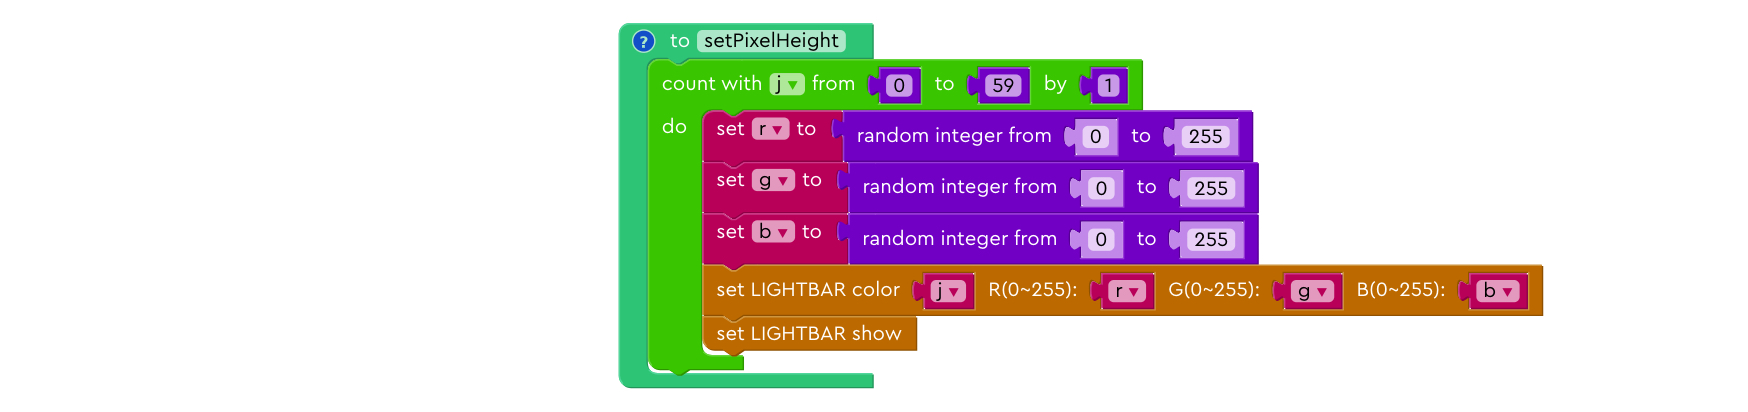 ? to setPixelHeight
count with j ▾ from 0 to 59 by 1
do set r ▾ to random integer from 0 to 255
set g ▾ to random integer from 0 to 255
set b ▾ to random integer from 0 to 255
set LIGHTBAR color j ▾ R(0~255): r ▾ G(0~255): g ▾ B(0~255): b ▾
set LIGHTBAR show